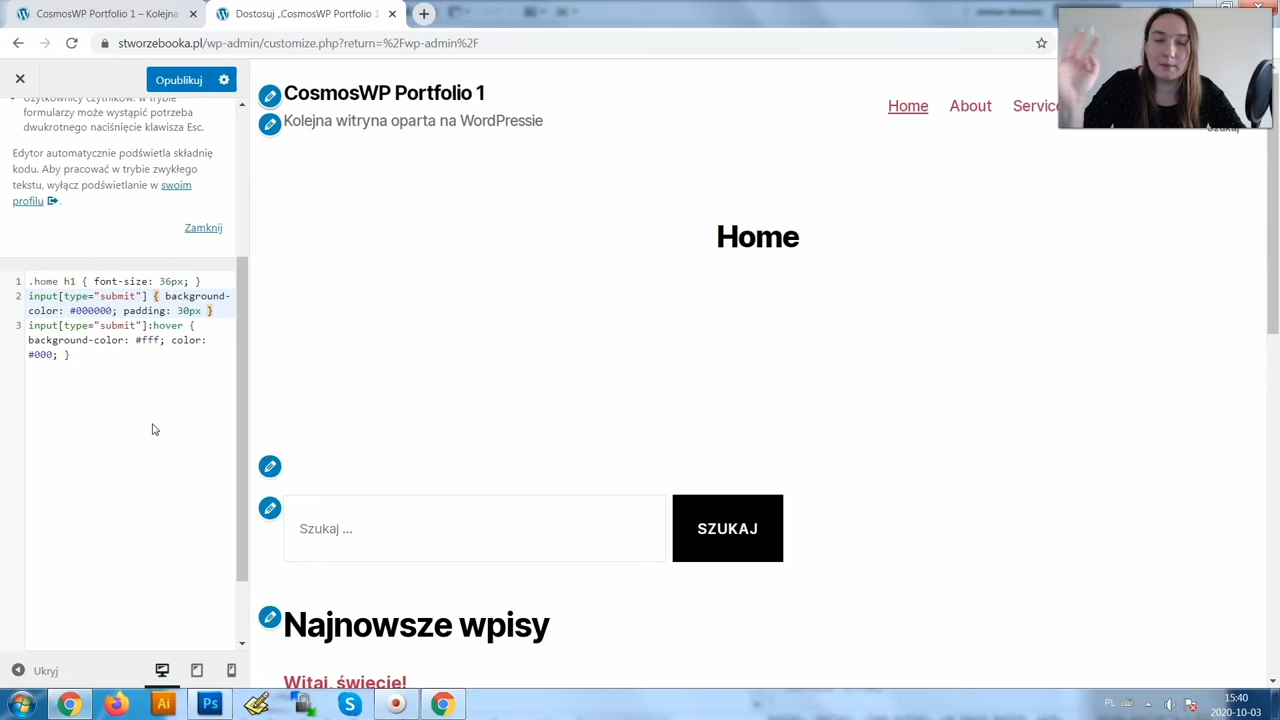 CosmosWP Portfolio 1 – Kolejna w
Dostosuj „CosmosWP Portfolio 1
stworzebooka.pl/wp-admin/customize.php?return=%2Fwp-admin%2F
Opublikuj
Użytkownicy czytników: w trybie
formularzy może wystąpić potrzeba
dwukrotnego naciśnięcie klawisza Esc.
Edytor automatycznie podświetla składnię
kodu. Aby pracować w trybie zwykłego
tekstu, wyłącz podświetlanie w swoim
profilu .
Zamknij
1 .home h1 { font-size: 36px; }
2 input[type="submit"] { background-
color: #000000; padding: 30px }
3 input[type="submit"]:hover {
background-color: #fff; color:
#000; }
Ukryj
CosmosWP Portfolio 1
Kolejna witryna oparta na WordPressie
Home About Service
Szukaj
Home
Szukaj ...
SZUKAJ
Najnowsze wpisy
Witaj, świecie!
Ai
Ps
PL
15:40
2020-10-03